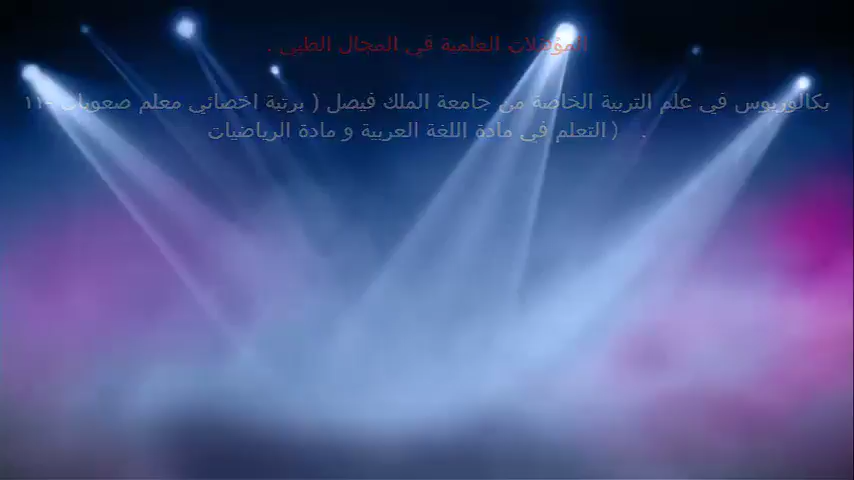 المؤهلات العلمية في المجال الطبي .
١١- بكالوريوس في علم التربية الخاصة من جامعة الملك فيصل ( برتبة اخصائي معلم صعوبات
التعلم في مادة اللغة العربية و مادة الرياضيات ) .